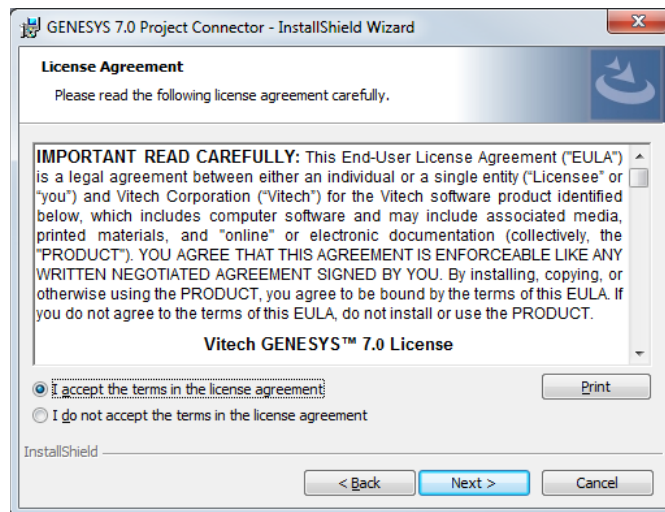 GENESYS 7.0 Project Connector - InstallShield Wizard
License Agreement
Please read the following license agreement carefully.
IMPORTANT READ CAREFULLY: This End-User License Agreement ("EULA")
is a legal agreement between either an individual or a single entity (“Licensee” or
“you”) and Vitech Corporation (“Vitech”) for the Vitech software product identified
below, which includes computer software and may include associated media,
printed materials, and "online" or electronic documentation (collectively, the
"PRODUCT"). YOU AGREE THAT THIS AGREEMENT IS ENFORCEABLE LIKE ANY
WRITTEN NEGOTIATED AGREEMENT SIGNED BY YOU. By installing, copying, or
otherwise using the PRODUCT, you agree to be bound by the terms of this EULA. If
you do not agree to the terms of this EULA, do not install or use the PRODUCT.
Vitech GENESYS™ 7.0 License
I accept the terms in the license agreement
Print
I do not accept the terms in the license agreement
InstallShield
< Back
Next >
Cancel